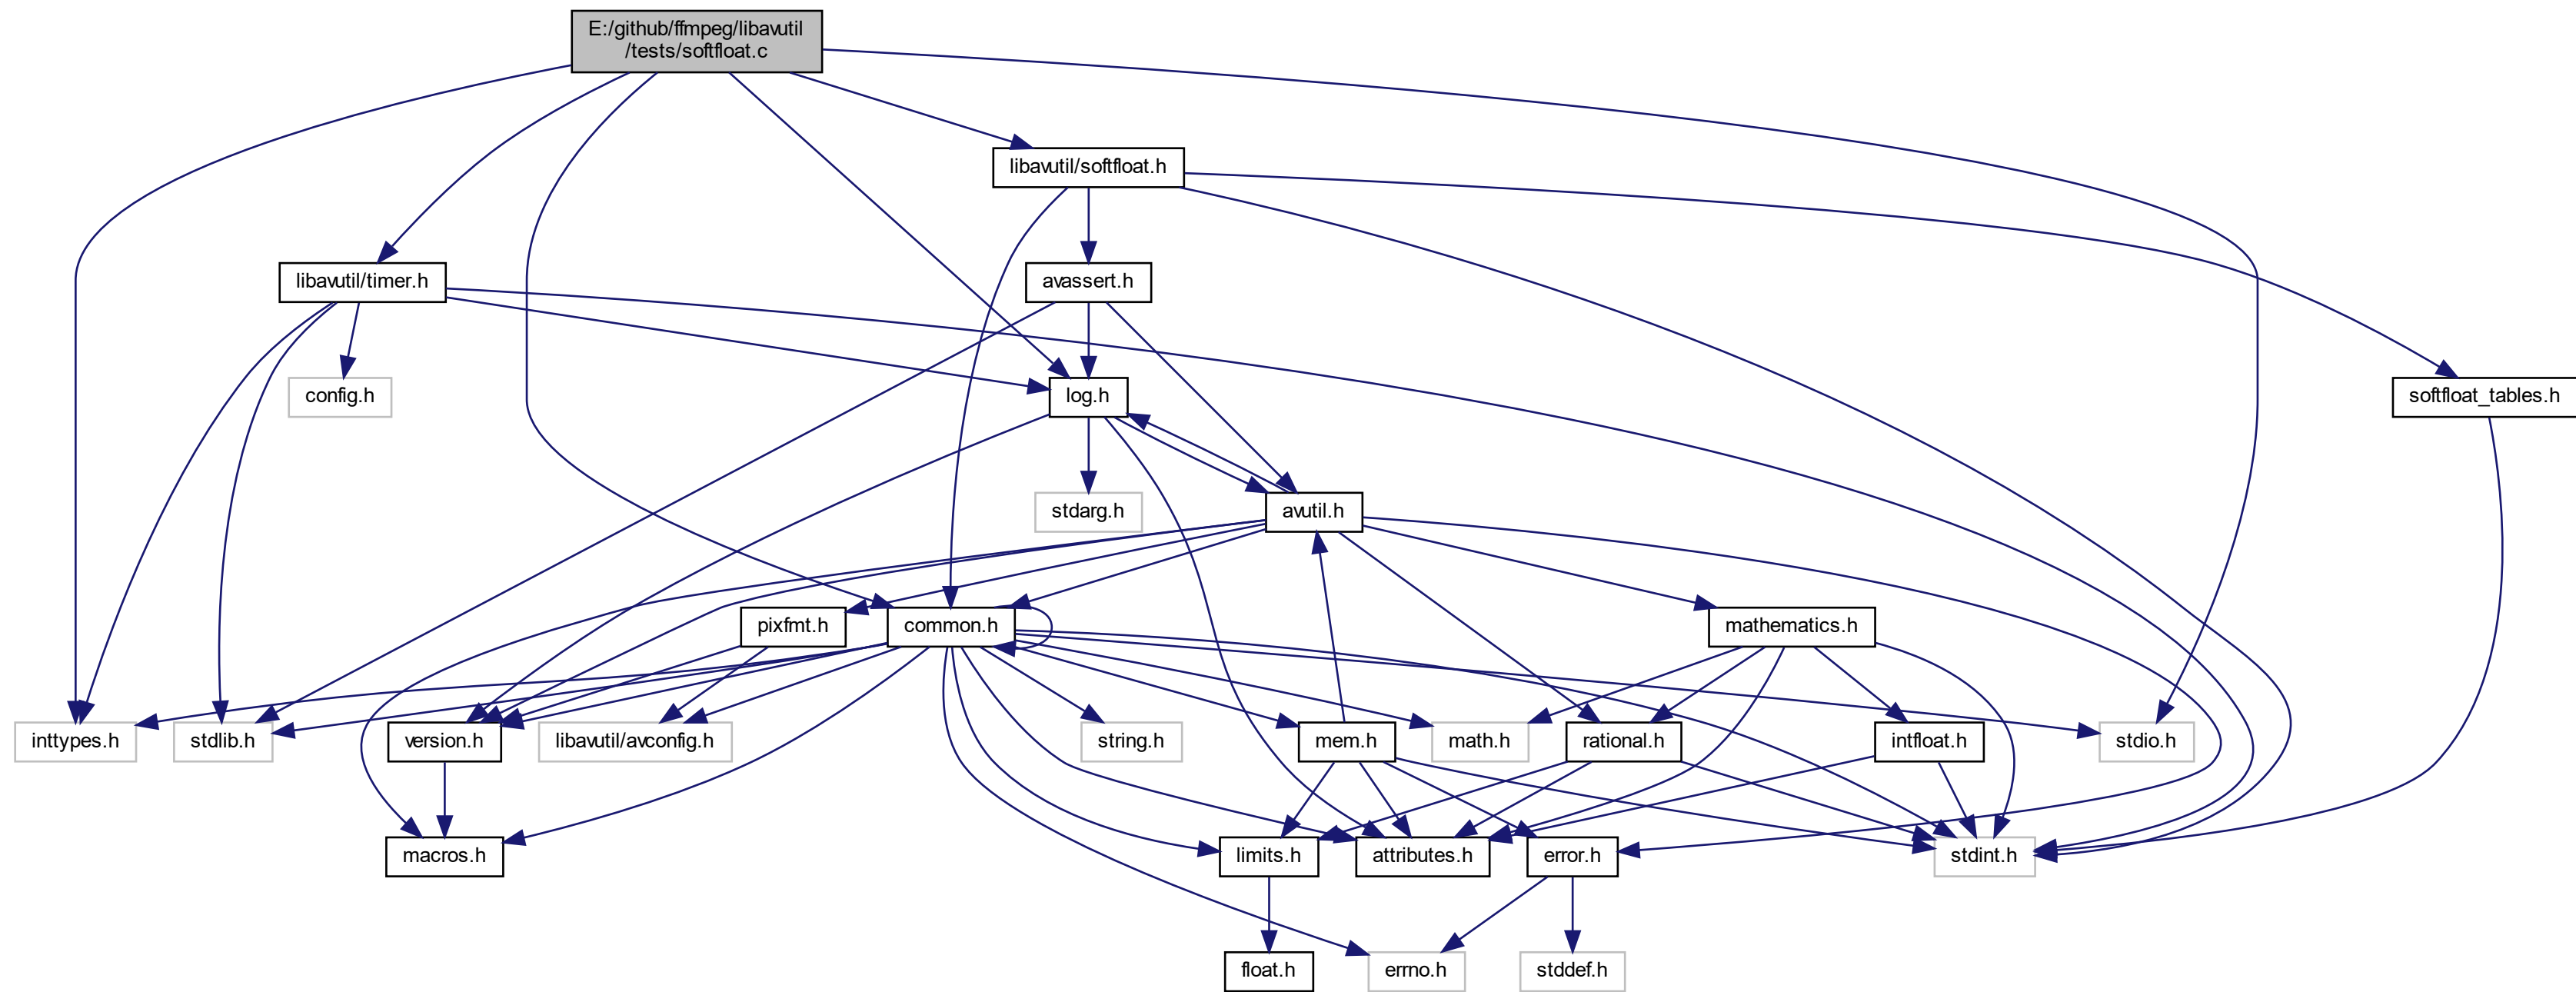 E:/github/ffmpeg/libavutil
/tests/softfloat.c
libavutil/softfloat.h
libavutil/timer.h
avassert.h
config.h
log.h
softfloat_tables.h
stdarg.h
avutil.h
pixfmt.h
common.h
mathematics.h
inttypes.h
stdlib.h
version.h
libavutil/avconfig.h
string.h
mem.h
math.h
rational.h
intfloat.h
stdio.h
macros.h
limits.h
attributes.h
error.h
stdint.h
float.h
errno.h
stddef.h